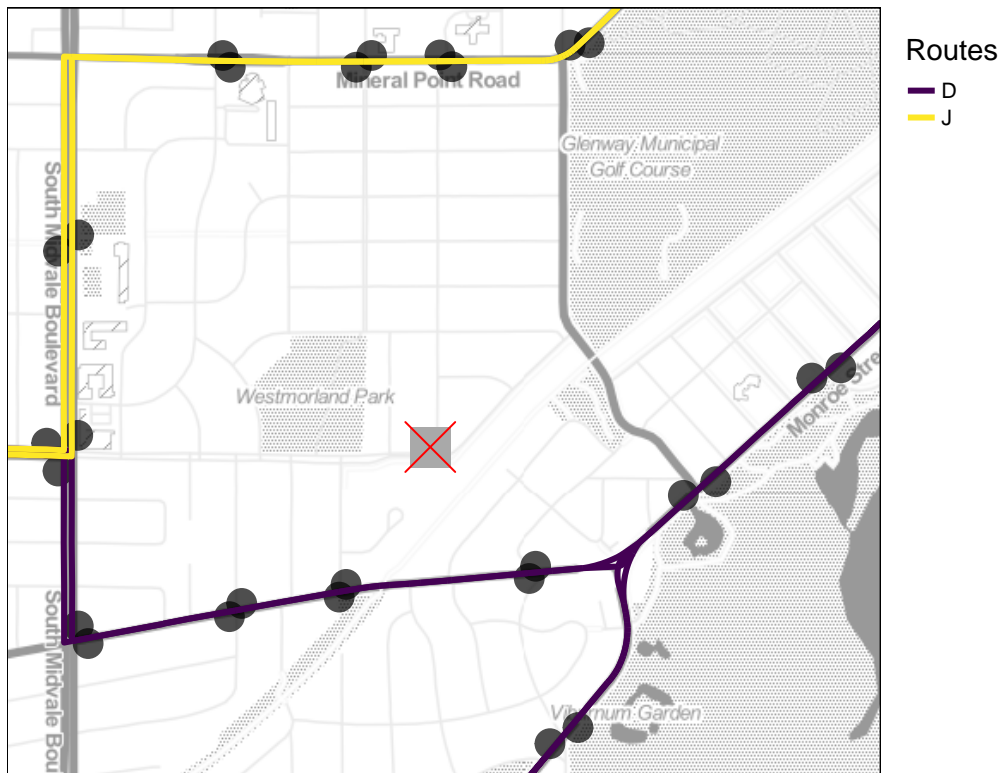 Routes
D
J
Mineral Point Road
Glenway Municipal
Golf Course
South Midvale Boulevard
Westmorland Park
Monroe Stre
South Midvale Bou
Viburnum Garden